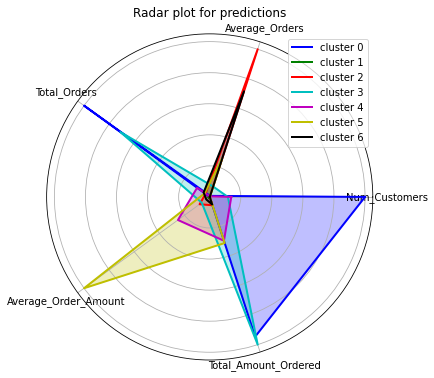 Radar plot for predictions
Average_Orders
cluster 0
cluster 1
cluster 2
cluster 3
cluster 4
cluster 5
cluster 6
Total_Orders
Num_Customers
Average_Order_Amount
Total_Amount_Ordered